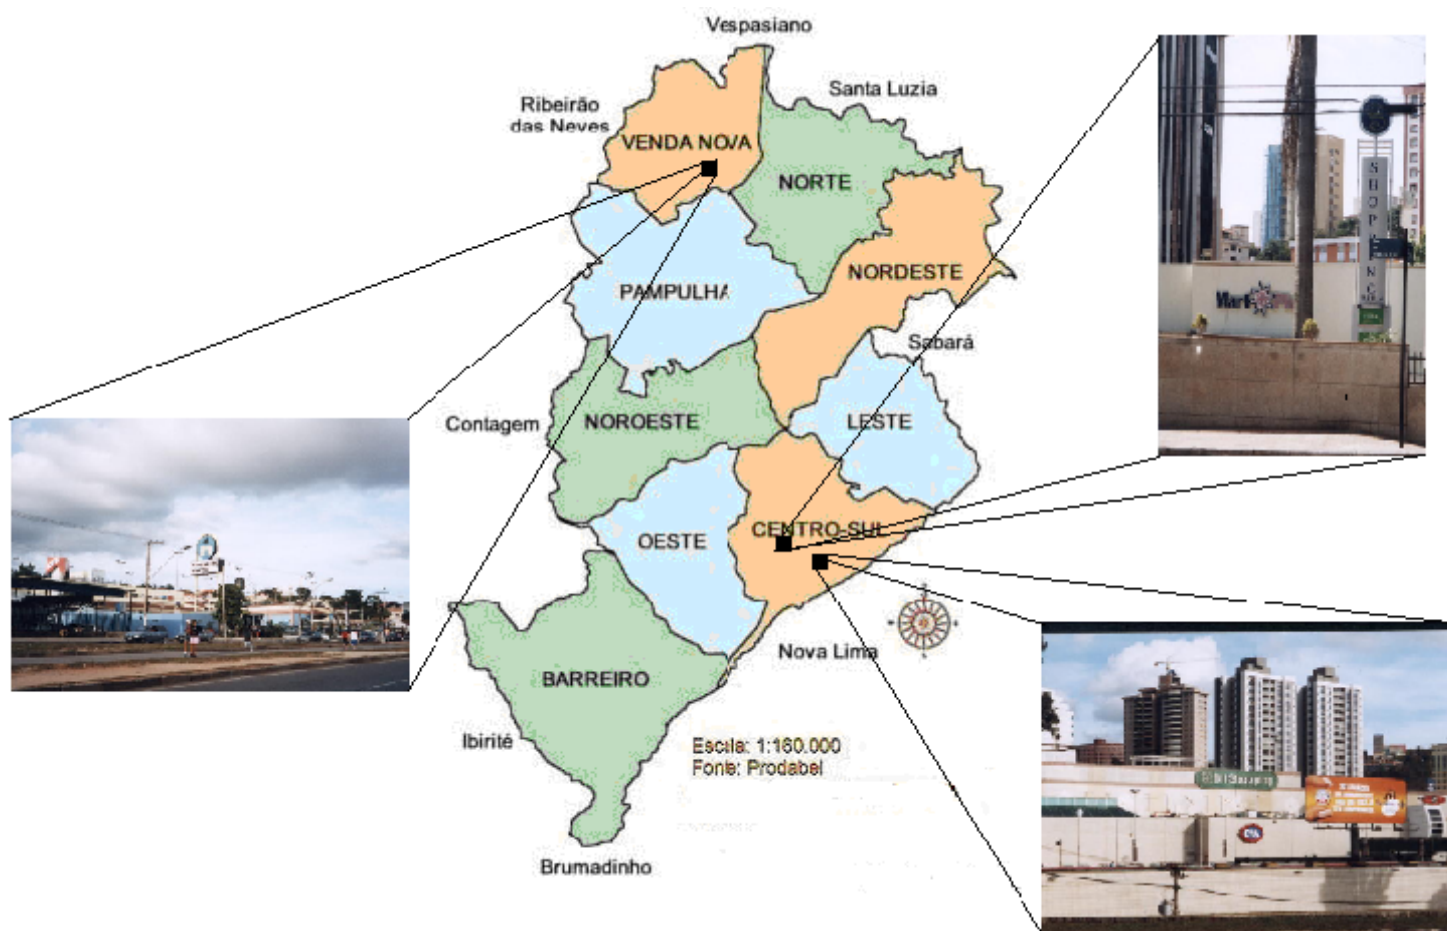 Vespasiano
Santa Luzia
Ribeirão
das Neves
VENDA NOVA
NORTE
NORDESTE
PAMPULHA
Sabará
Contagem
NOROESTE
LESTE
OESTE
CENTRO-SUL
Nova Lima
BARREIRO
Ibirité
Escala: 1:160.000
Fonte: Prodabel
Brumadinho
SHOPPING
C&A